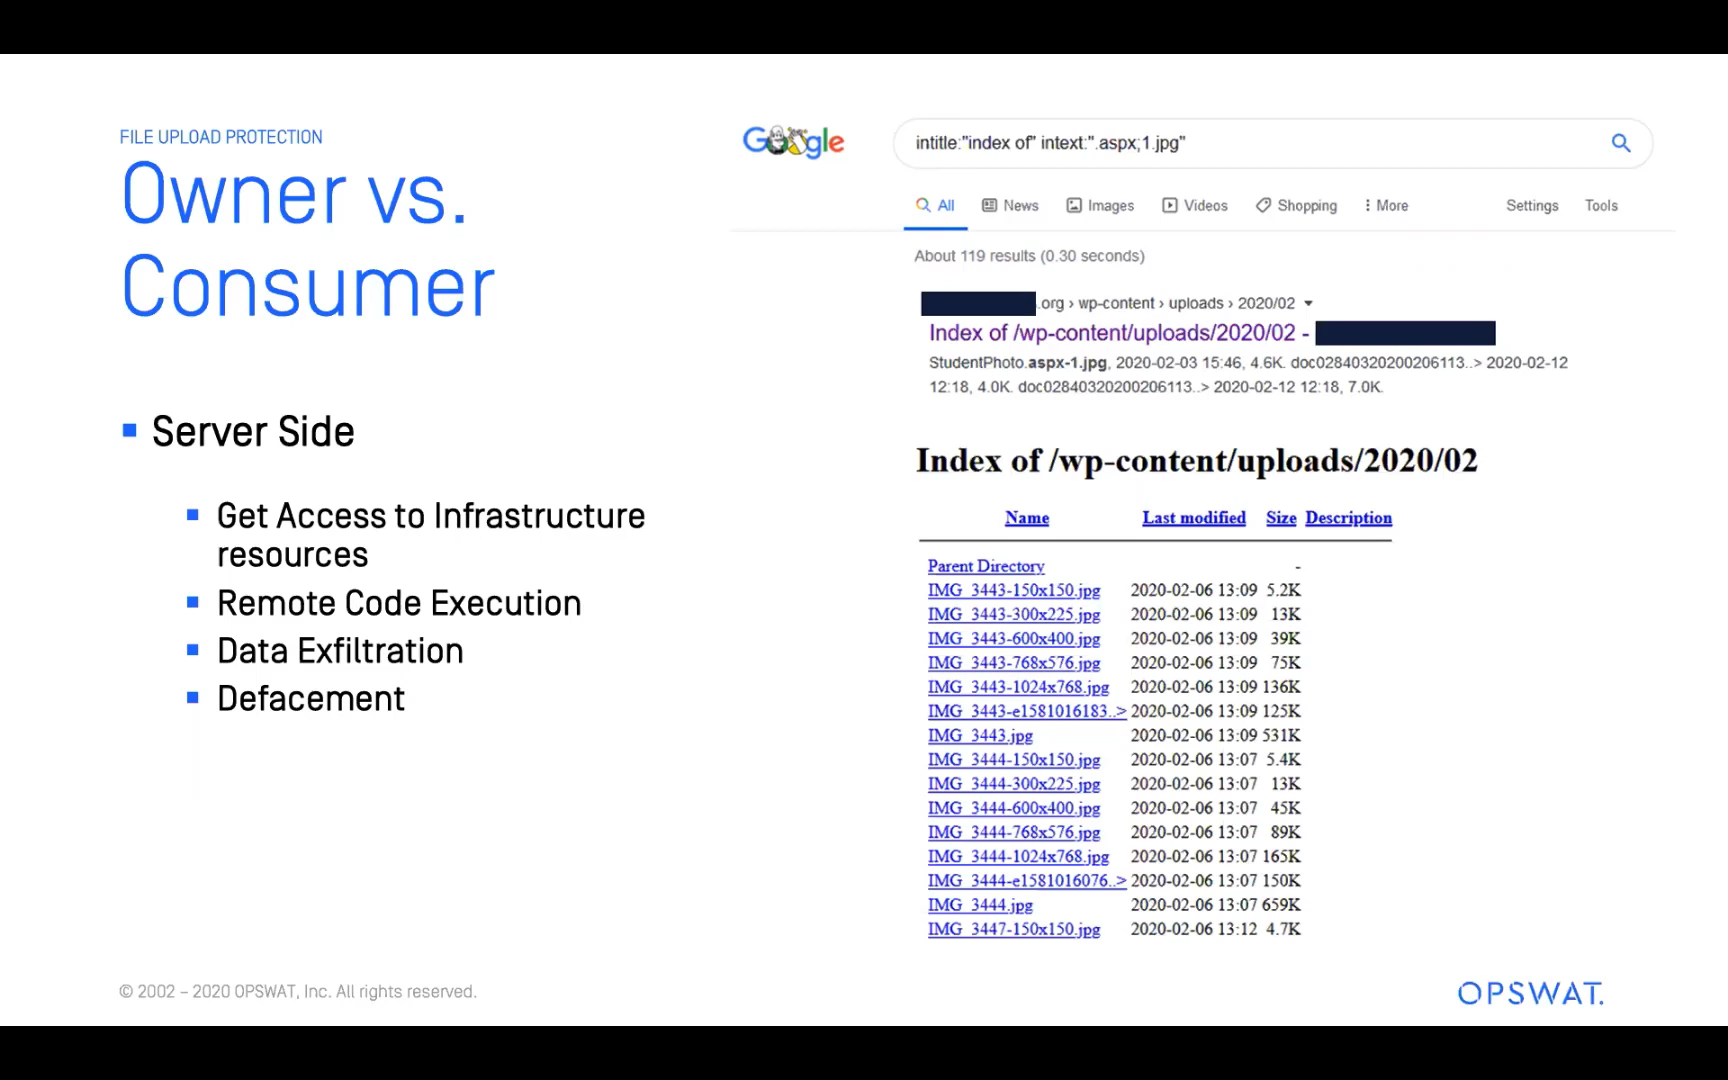 FILE UPLOAD PROTECTION
Owner vs.
Consumer
Server Side
Get Access to Infrastructure
resources
Remote Code Execution
Data Exfiltration
Defacement
Google
intitle:"index of" intext:".aspx;1.jpg"
All News Images Videos Shopping More Settings Tools
About 119 results (0.30 seconds)
.org › wp-content › uploads › 2020/02
Index of /wp-content/uploads/2020/02 -
StudentPhoto.aspx-1.jpg, 2020-02-03 15:46, 4.6K. doc02840320200206113..> 2020-02-12
12:18, 4.0K. doc02840320200206113..> 2020-02-12 12:18, 7.0K.
Index of /wp-content/uploads/2020/02
Name Last modified Size Description
Parent Directory -
IMG_3443-150x150.jpg 2020-02-06 13:09 5.2K
IMG_3443-300x225.jpg 2020-02-06 13:09 13K
IMG_3443-600x400.jpg 2020-02-06 13:09 39K
IMG_3443-768x576.jpg 2020-02-06 13:09 75K
IMG_3443-1024x768.jpg 2020-02-06 13:09 136K
IMG_3443-e1581016183..> 2020-02-06 13:09 125K
IMG_3443.jpg 2020-02-06 13:09 531K
IMG_3444-150x150.jpg 2020-02-06 13:07 5.4K
IMG_3444-300x225.jpg 2020-02-06 13:07 13K
IMG_3444-600x400.jpg 2020-02-06 13:07 45K
IMG_3444-768x576.jpg 2020-02-06 13:07 89K
IMG_3444-1024x768.jpg 2020-02-06 13:07 165K
IMG_3444-e1581016076..> 2020-02-06 13:07 150K
IMG_3444.jpg 2020-02-06 13:07 659K
IMG_3447-150x150.jpg 2020-02-06 13:12 4.7K
© 2002 – 2020 OPSWAT, Inc. All rights reserved.
OPSWAT.